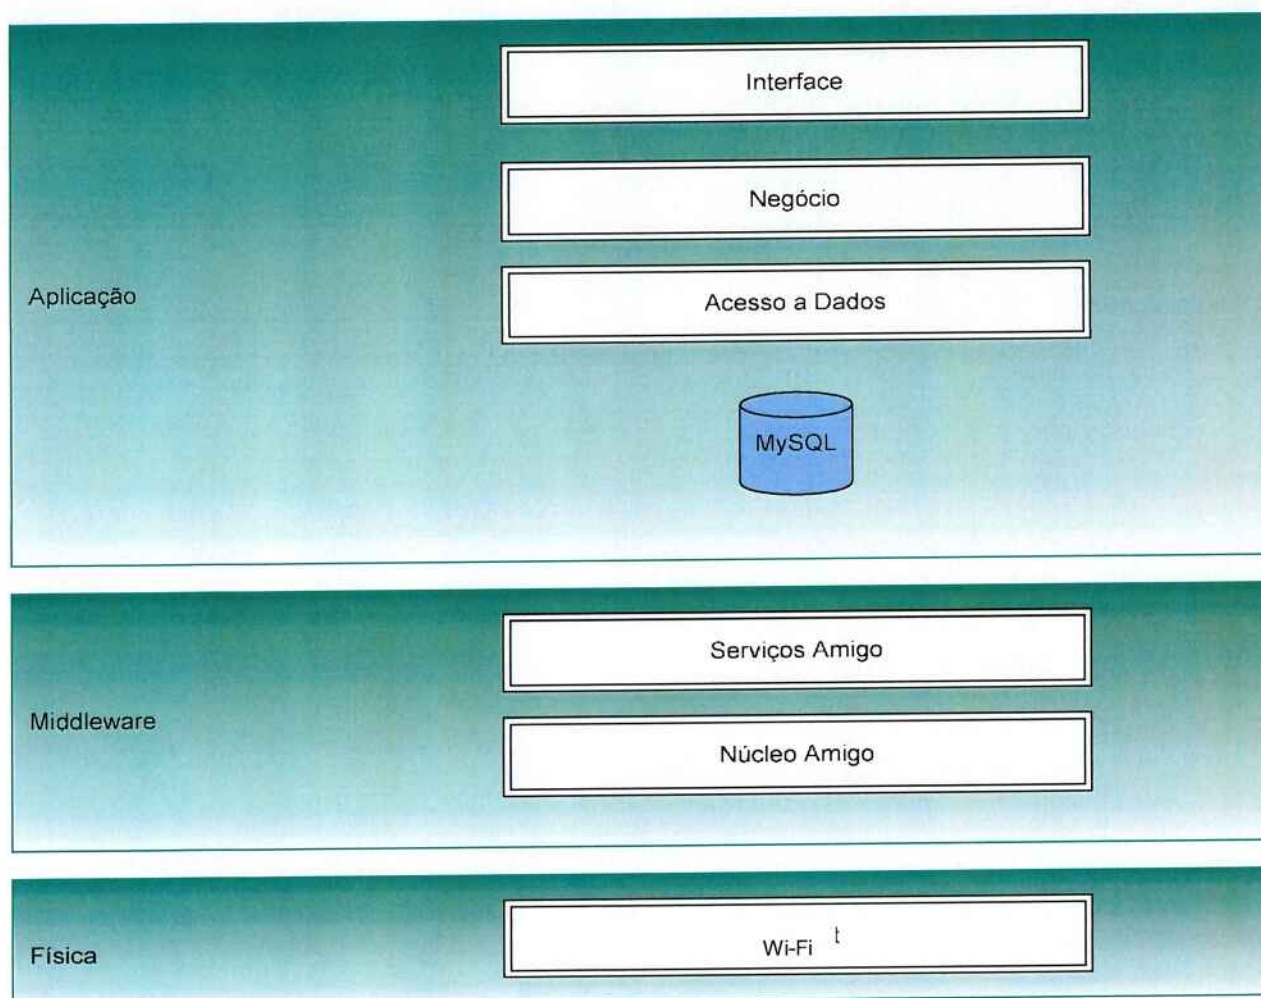 Interface
Negócio
Aplicação
Acesso a Dados
MySQL
Serviços Amigo
Middleware
Núcleo Amigo
Física
Wi-Fi